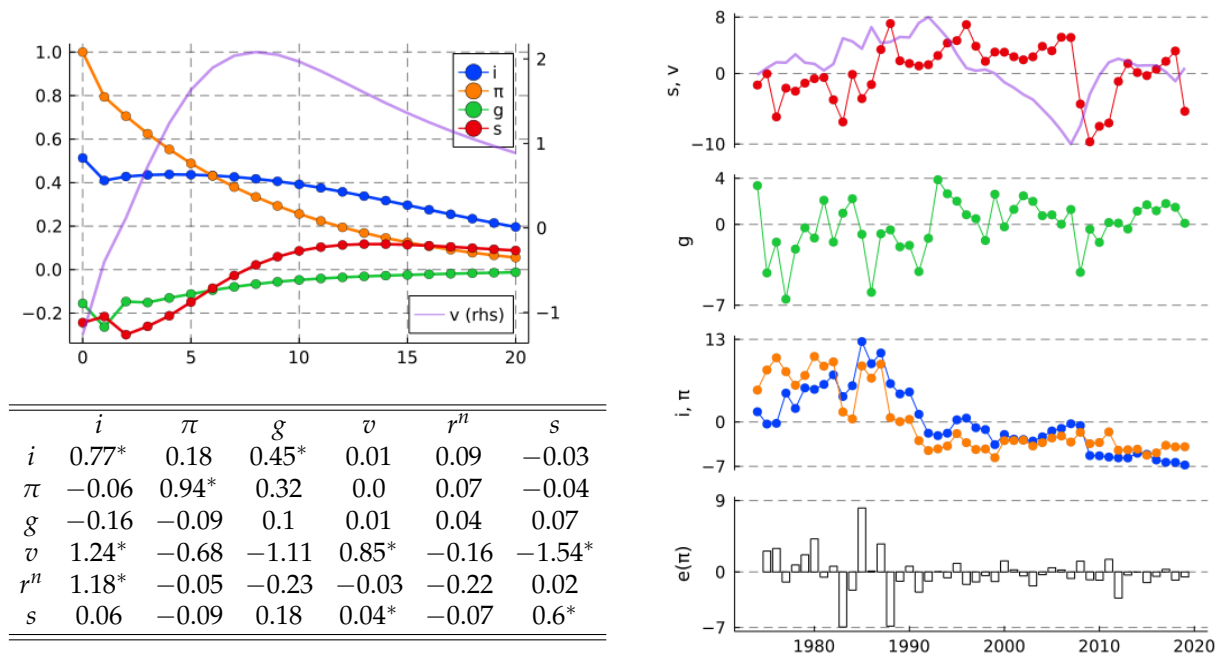 1.0
0.8
0.6
0.4
0.2
0.0
−0.2
0 5 10 15 20
2
1
0
−1
i
π
g
s
v (rhs)
i π g v rⁿ s
i 0.77* 0.18 0.45* 0.01 0.09 −0.03
π −0.06 0.94* 0.32 0.0 0.07 −0.04
g −0.16 −0.09 0.1 0.01 0.04 0.07
v 1.24* −0.68 −1.11 0.85* −0.16 −1.54*
rⁿ 1.18* −0.05 −0.23 −0.03 −0.22 0.02
s 0.06 −0.09 0.18 0.04* −0.07 0.6*
s, v
8
0
−10
g
4
0
−7
i, π
13
0
−7
e(π)
9
0
−7
1980 1990 2000 2010 2020